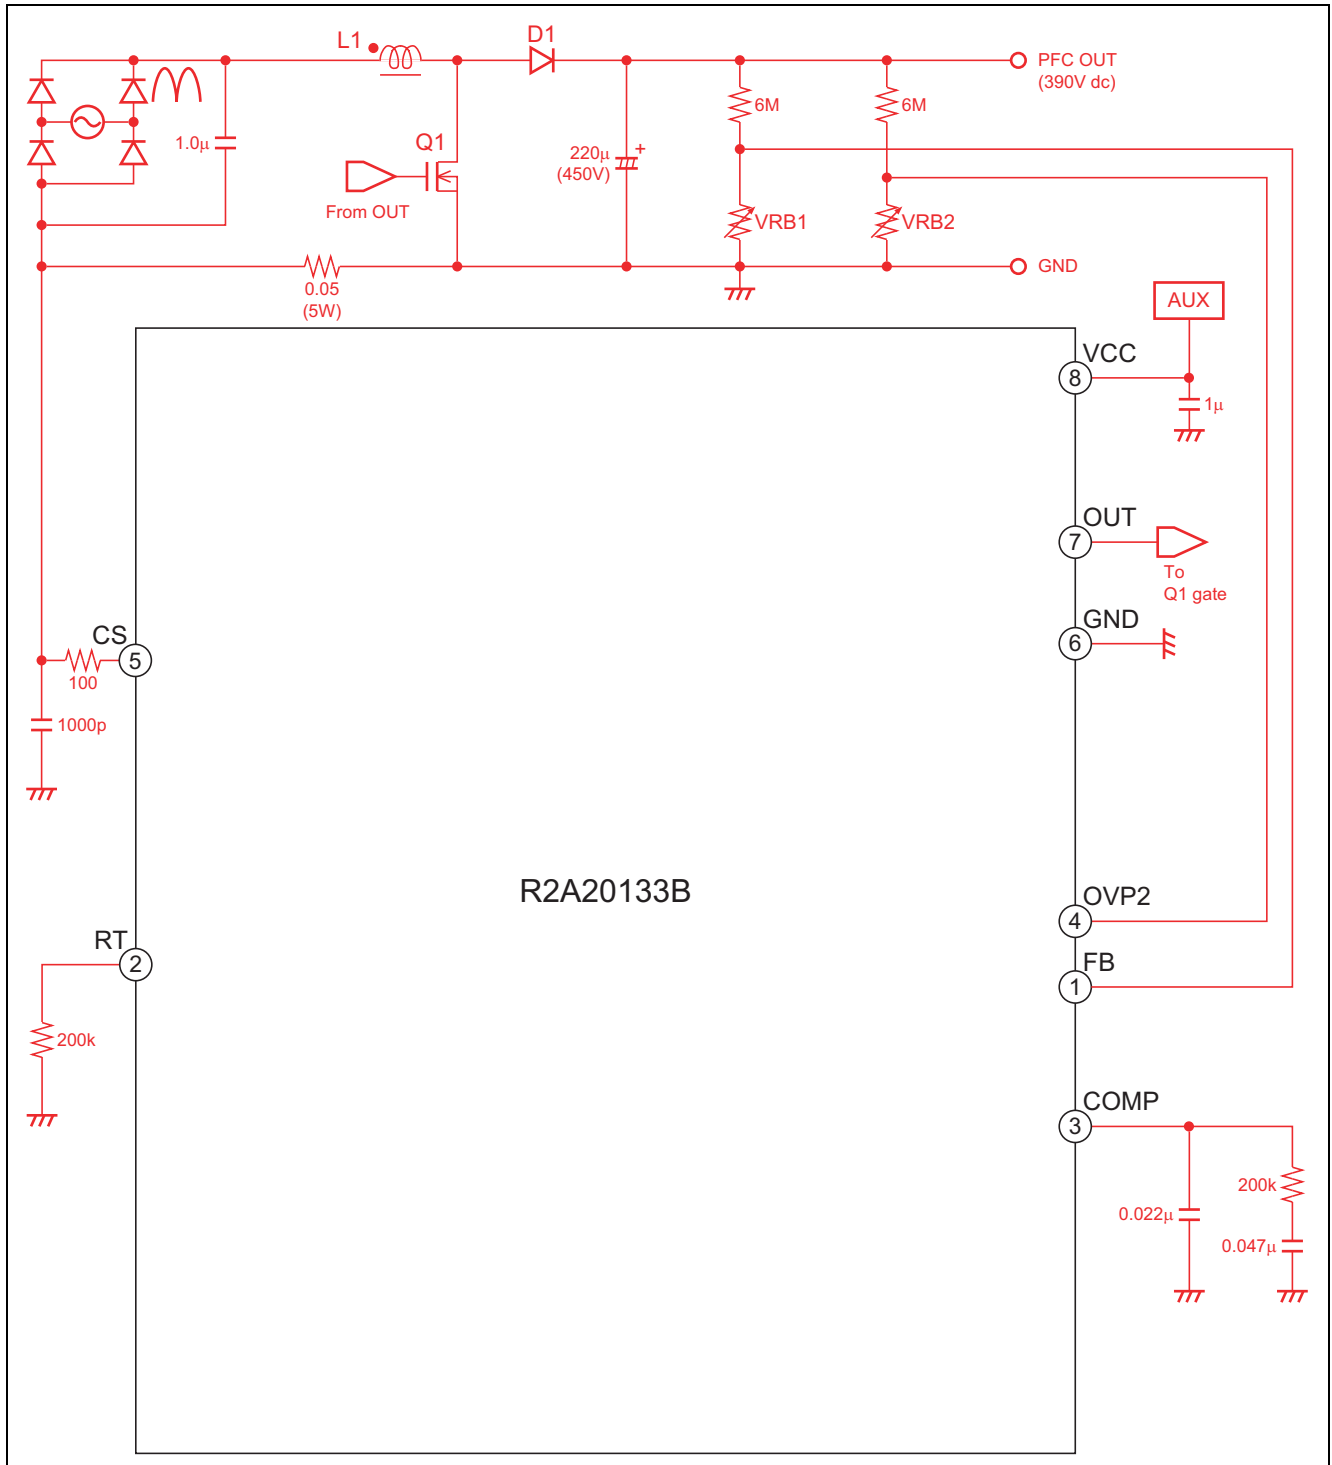 L1
D1
PFC OUT
(390V dc)
6M
6M
1.0μ
Q1
220μ
(450V)
+
From OUT
VRB1
VRB2
0.05
(5W)
GND
AUX
VCC
8
1μ
OUT
7
To
Q1 gate
GND
6
CS
5
100
1000p
R2A20133B
OVP2
4
RT
2
FB
1
200k
COMP
3
200k
0.022μ
0.047μ